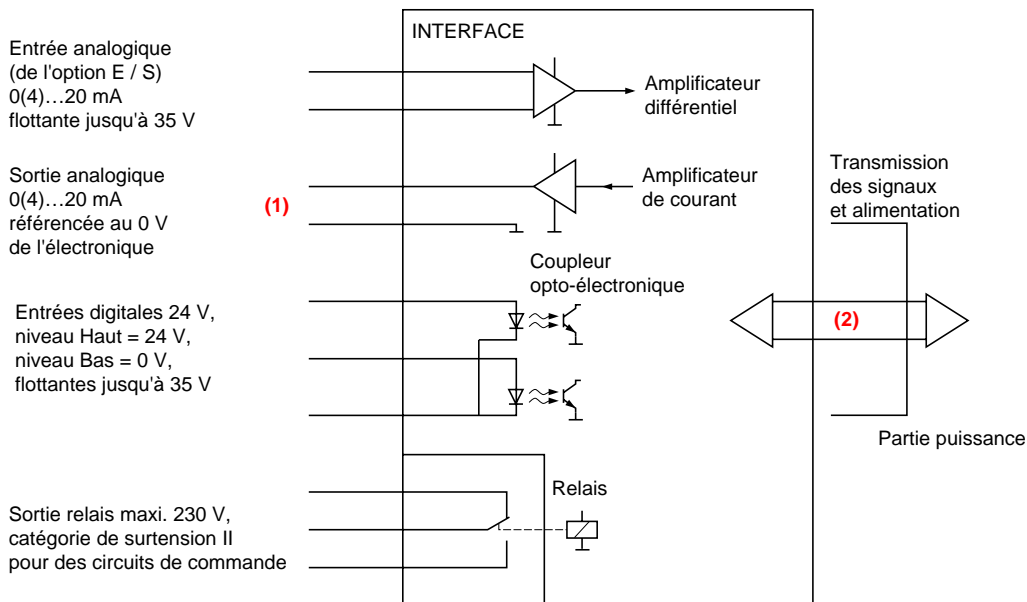 INTERFACE
Entrée analogique
(de l'option E / S)
0(4)…20 mA
flottante jusqu'à 35 V
Amplificateur
différentiel
Sortie analogique
0(4)…20 mA
référencée au 0 V
de l'électronique
(1)
Amplificateur
de courant
Transmission
des signaux
et alimentation
Coupleur
opto-électronique
Entrées digitales 24 V,
niveau Haut = 24 V,
niveau Bas = 0 V,
flottantes jusqu'à 35 V
(2)
Partie puissance
Relais
Sortie relais maxi. 230 V,
catégorie de surtension II
pour des circuits de commande